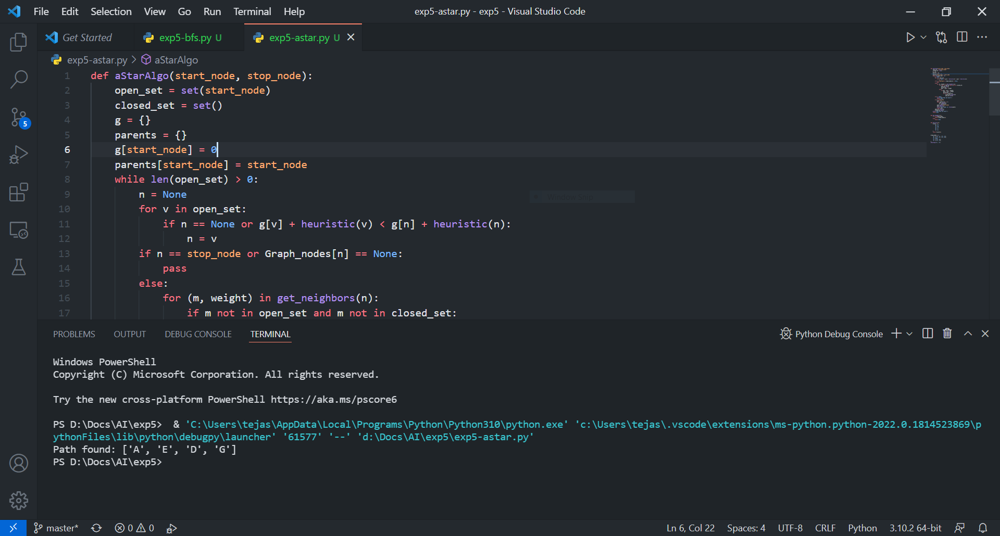 File Edit Selection View Go Run Terminal Help exp5-astar.py - exp5 - Visual Studio Code
Get Started exp5-bfs.py U exp5-astar.py U
exp5-astar.py > aStarAlgo
1 def aStarAlgo(start_node, stop_node):
2 open_set = set(start_node)
3 closed_set = set()
4 g = {}
5 parents = {}
6 g[start_node] = 0
7 parents[start_node] = start_node
8 while len(open_set) > 0:
9 n = None
10 for v in open_set:
11 if n == None or g[v] + heuristic(v) < g[n] + heuristic(n):
12 n = v
13 if n == stop_node or Graph_nodes[n] == None:
14 pass
15 else:
16 for (m, weight) in get_neighbors(n):
17 if m not in open_set and m not in closed_set:
Window Snip
5
PROBLEMS OUTPUT DEBUG CONSOLE TERMINAL Python Debug Console
Windows PowerShell
Copyright (C) Microsoft Corporation. All rights reserved.
Try the new cross-platform PowerShell https://aka.ms/pscore6
PS D:\Docs\AI\exp5> & 'C:\Users\tejas\AppData\Local\Programs\Python\Python310\python.exe' 'c:\Users\tejas\.vscode\extensions\ms-python.python-2022.0.1814523869\p
ythonFiles\lib\python\debugpy\launcher' '61577' '--' 'd:\Docs\AI\exp5\exp5-astar.py'
Path found: ['A', 'E', 'D', 'G']
PS D:\Docs\AI\exp5>
master* 0 0 Ln 6, Col 22 Spaces: 4 UTF-8 CRLF Python 3.10.2 64-bit